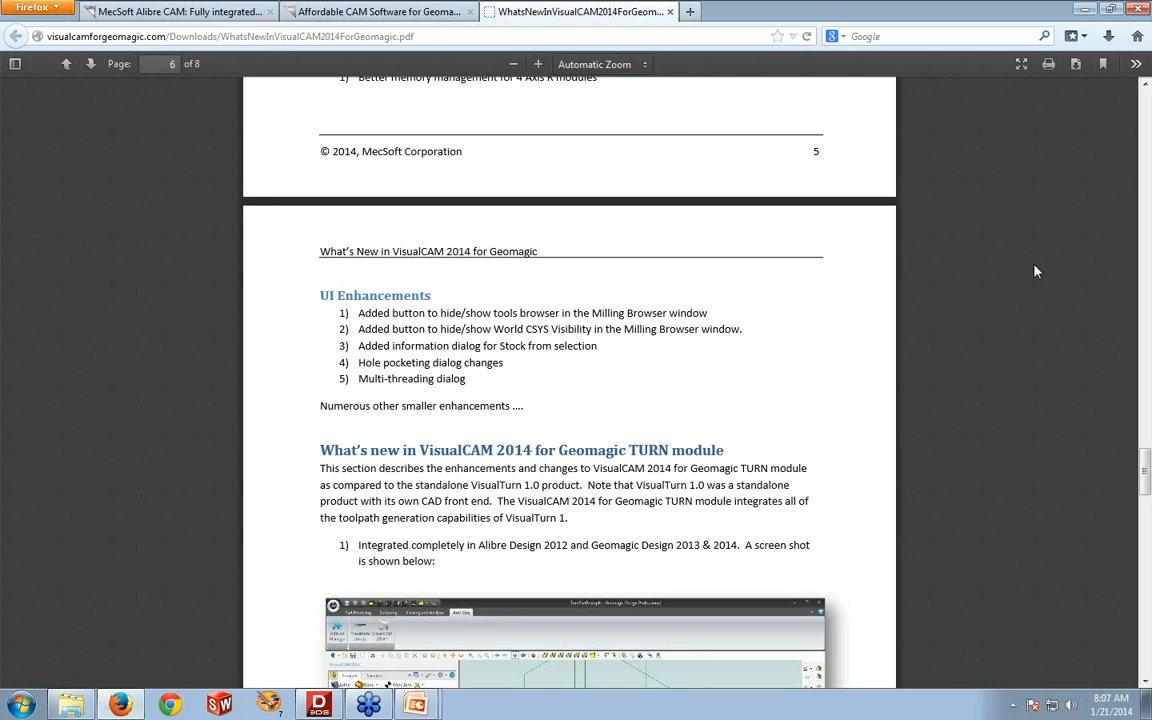 Firefox
MecSoft Alibre CAM: Fully integrated...
Affordable CAM Software for Geoma...
WhatsNewInVisualCAM2014ForGeom...
visualcamforgeomagic.com/Downloads/WhatsNewInVisualCAM2014ForGeomagic.pdf
Google
Page: 6 of 8
Automatic Zoom
1) Better memory management for 4 Axis R modules
© 2014, MecSoft Corporation 5
What's New in VisualCAM 2014 for Geomagic
UI Enhancements
1) Added button to hide/show tools browser in the Milling Browser window
2) Added button to hide/show World CSYS Visibility in the Milling Browser window.
3) Added information dialog for Stock from selection
4) Hole pocketing dialog changes
5) Multi-threading dialog
Numerous other smaller enhancements ....
What's new in VisualCAM 2014 for Geomagic TURN module
This section describes the enhancements and changes to VisualCAM 2014 for Geomagic TURN module
as compared to the standalone VisualTurn 1.0 product. Note that VisualTurn 1.0 was a standalone
product with its own CAD front end. The VisualCAM 2014 for Geomagic TURN module integrates all of
the toolpath generation capabilities of VisualTurn 1.
1) Integrated completely in Alibre Design 2012 and Geomagic Design 2013 & 2014. A screen shot
is shown below:
8:07 AM
1/21/2014